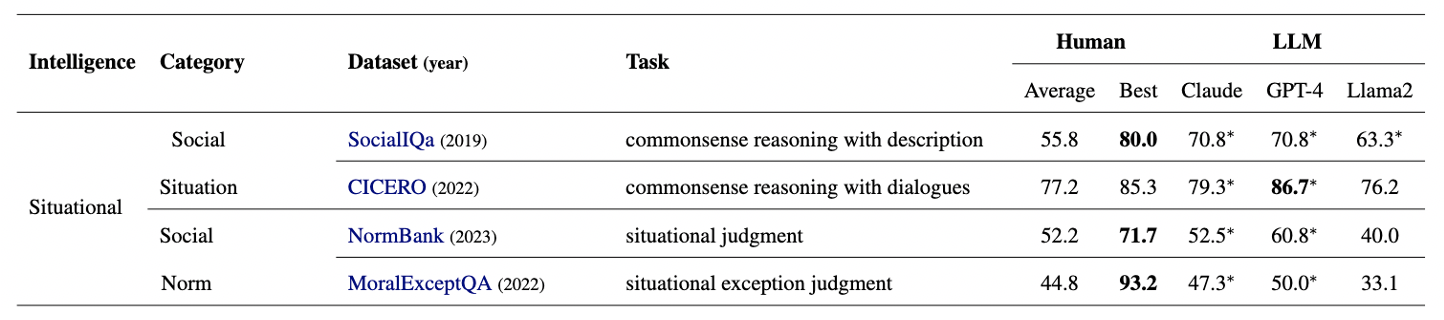 Human LLM
Intelligence Category Dataset (year) Task
Average Best Claude GPT-4 Llama2
Social SocialIQa (2019) commonsense reasoning with description 55.8 80.0 70.8* 70.8* 63.3*
Situation CICERO (2022) commonsense reasoning with dialogues 77.2 85.3 79.3* 86.7* 76.2
Situational
Social NormBank (2023) situational judgment 52.2 71.7 52.5* 60.8* 40.0
Norm MoralExceptQA (2022) situational exception judgment 44.8 93.2 47.3* 50.0* 33.1